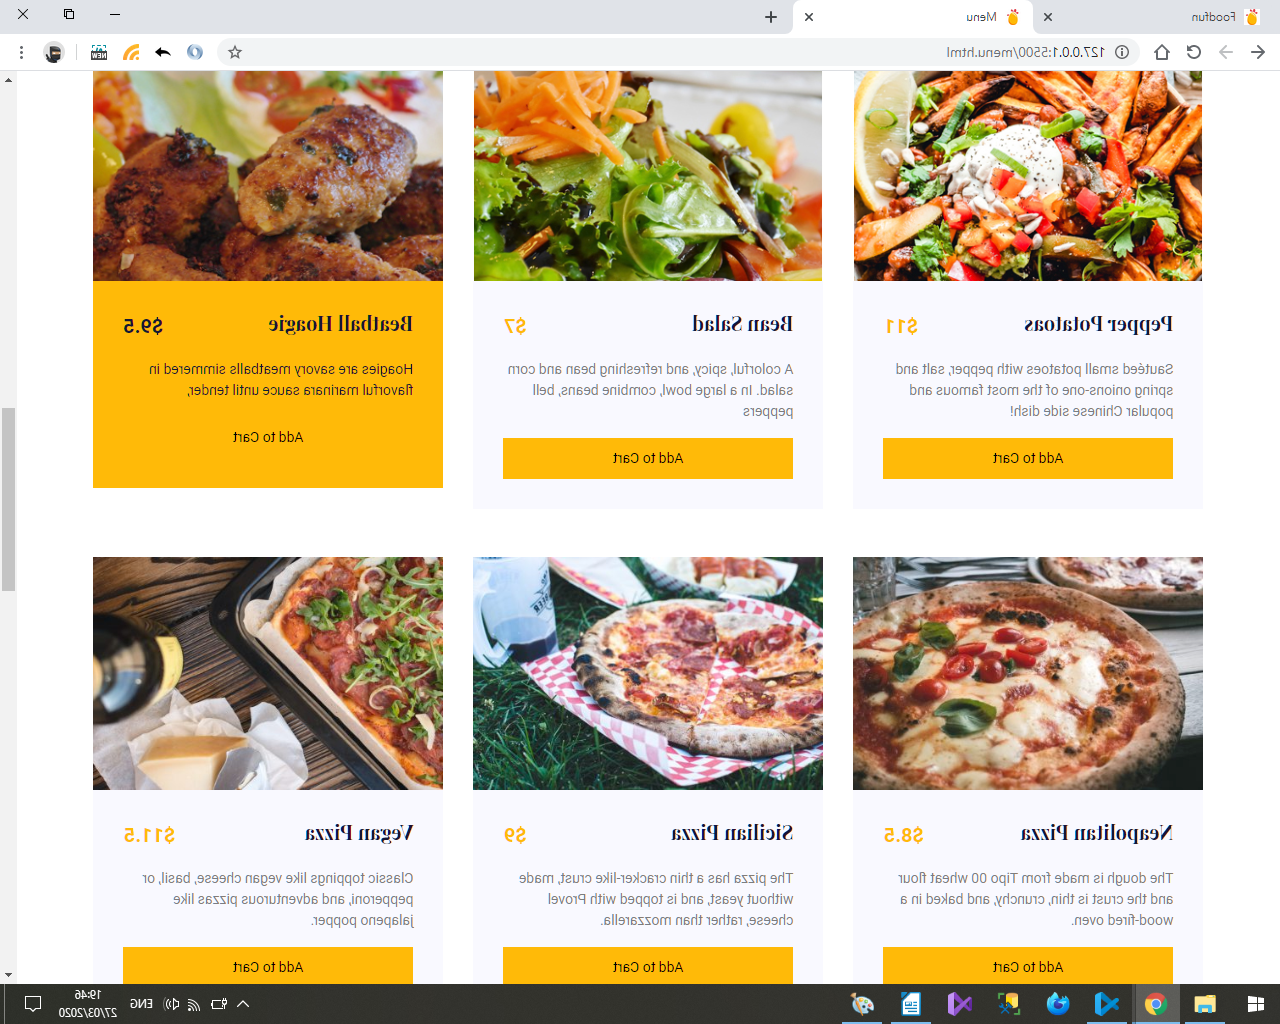 Foodfun
Menu
127.0.0.1:5500/menu.html
NEW
Pepper Potatoas
$11
Sautéed small potatoes with pepper, salt and
spring onions-one of the most famous and
popular Chinese side dish!
Add to Cart
Bean Salad
$7
A colorful, spicy, and refreshing bean and corn
salad. In a large bowl, combine beans, bell
peppers
Add to Cart
Beatball Hoagie
$9.5
Hoagies are savory meatballs simmered in
flavorful marinara sauce until tender,
Add to Cart
Neapolitan Pizza
$8.5
The dough is made from Tipo 00 wheat flour
and the crust is thin, crunchy, and baked in a
wood-fired oven.
Add to Cart
Sicilian Pizza
$9
The pizza has a thin cracker-like crust, made
without yeast, and is topped with Provel
cheese, rather than mozzarella.
Add to Cart
Vegan Pizza
$11.5
Classic toppings like vegan cheese, basil, or
pepperoni, and adventurous pizzas like
jalapeno popper.
Add to Cart
ENG
19:46
27/03/2020